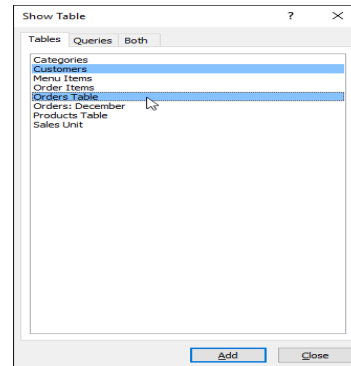 Show Table ? ×
Tables Queries Both
Categories
Customers
Menu Items
Order Items
Orders Table
Orders: December
Products Table
Sales Unit
Add Close